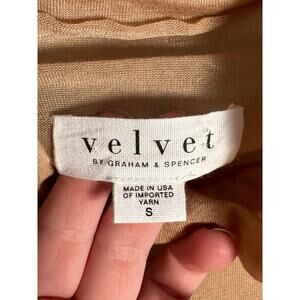 velvet
BY GRAHAM & SPENCER
MADE IN USA
OF IMPORTED
YARN
S